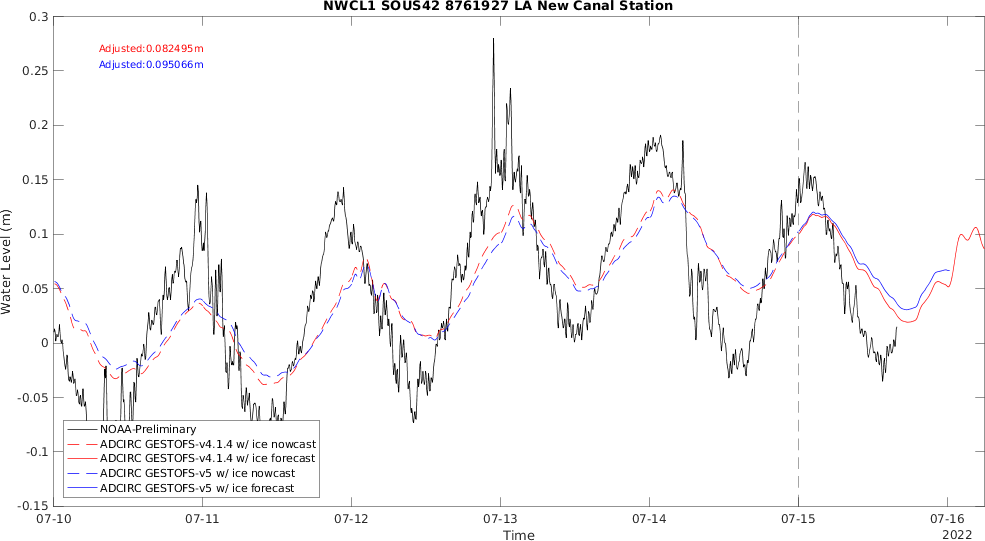 NWCL1 SOUS42 8761927 LA New Canal Station
Adjusted:0.082495m
Adjusted:0.095066m
Water Level (m)
0.3
0.25
0.2
0.15
0.1
0.05
0
-0.05
-0.1
-0.15
NOAA-Preliminary
ADCIRC GESTOFS-v4.1.4 w/ ice nowcast
ADCIRC GESTOFS-v4.1.4 w/ ice forecast
ADCIRC GESTOFS-v5 w/ ice nowcast
ADCIRC GESTOFS-v5 w/ ice forecast
07-10 07-11 07-12 07-13 07-14 07-15 07-16
Time
2022